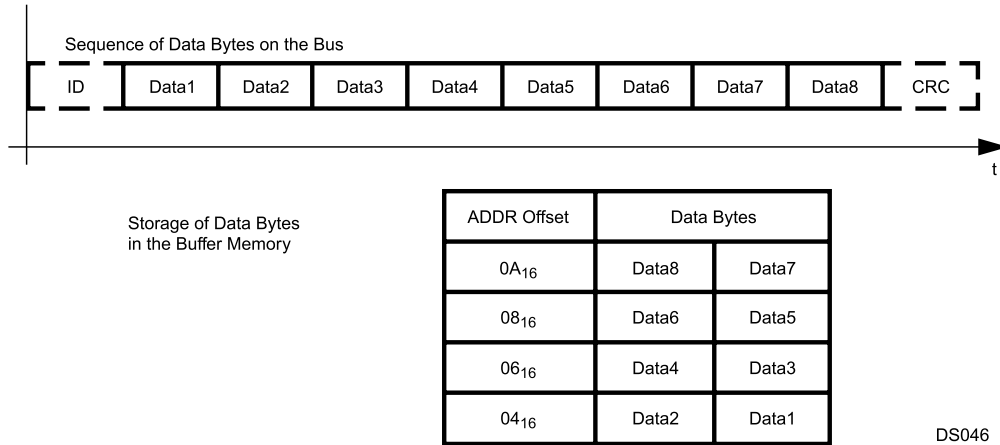 Sequence of Data Bytes on the Bus
ID Data1 Data2 Data3 Data4 Data5 Data6 Data7 Data8 CRC
t
Storage of Data Bytes
in the Buffer Memory
ADDR Offset Data Bytes
0A16 Data8 Data7
0816 Data6 Data5
0616 Data4 Data3
0416 Data2 Data1
DS046